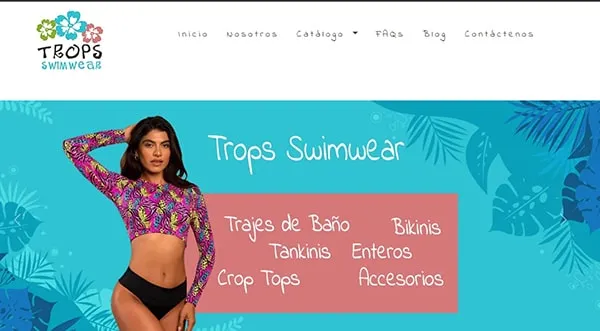 TROPS
SWIMWEAR
Inicio Nosotros Catálogo FAQs Blog Contáctenos
Trops Swimwear
Trajes de Baño Bikinis
Tankinis Enteros
Crop Tops Accesorios